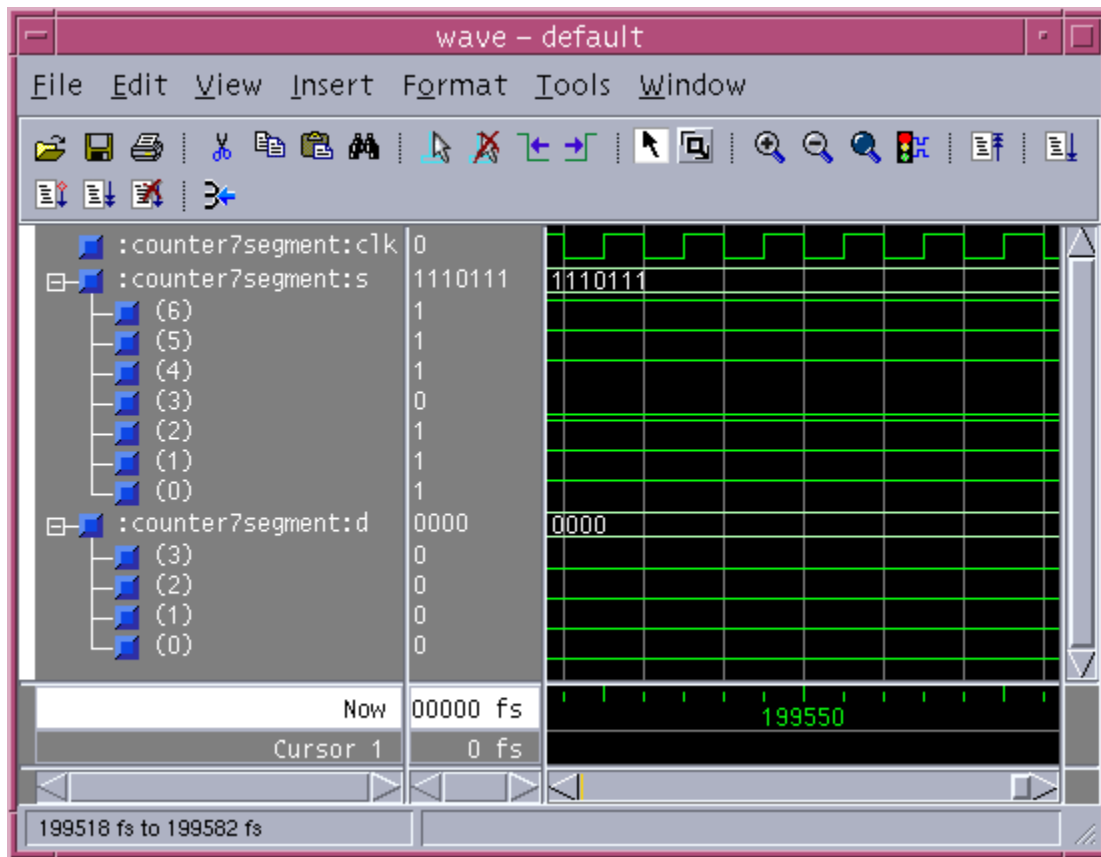 wave – default
File Edit View Insert Format Tools Window
:counter7segment:clk 0
:counter7segment:s 1110111 1110111
(6) 1
(5) 1
(4) 1
(3) 0
(2) 1
(1) 1
(0) 1
:counter7segment:d 0000 0000
(3) 0
(2) 0
(1) 0
(0) 0
Now 00000 fs 199550
Cursor 1 0 fs
199518 fs to 199582 fs